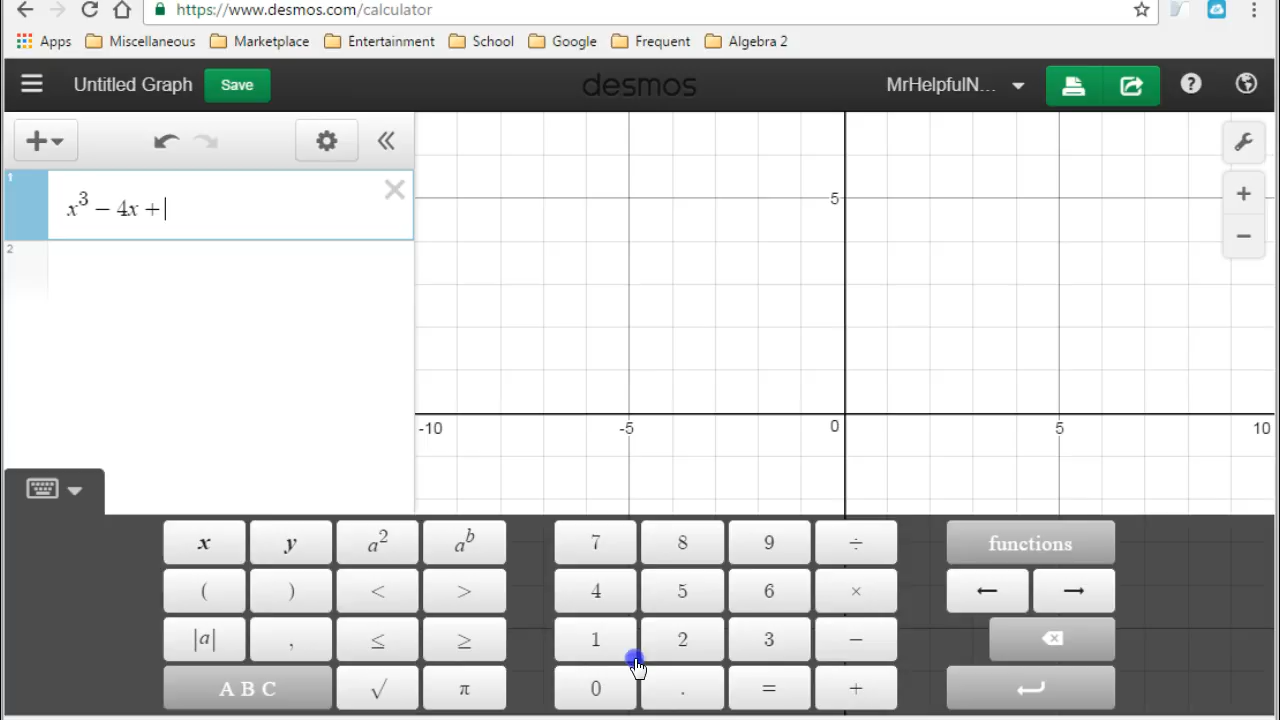 https://www.desmos.com/calculator
Apps Miscellaneous Marketplace Entertainment School Google Frequent Algebra 2
Untitled Graph Save desmos MrHelpfulN... ?
1
x³ − 4x +
2
5
-10 -5 0 5 10
x y a² aᵇ 7 8 9 ÷ functions
( ) < > 4 5 6 × ← →
|a| , ≤ ≥ 1 2 3 −
A B C √ π 0 . = +